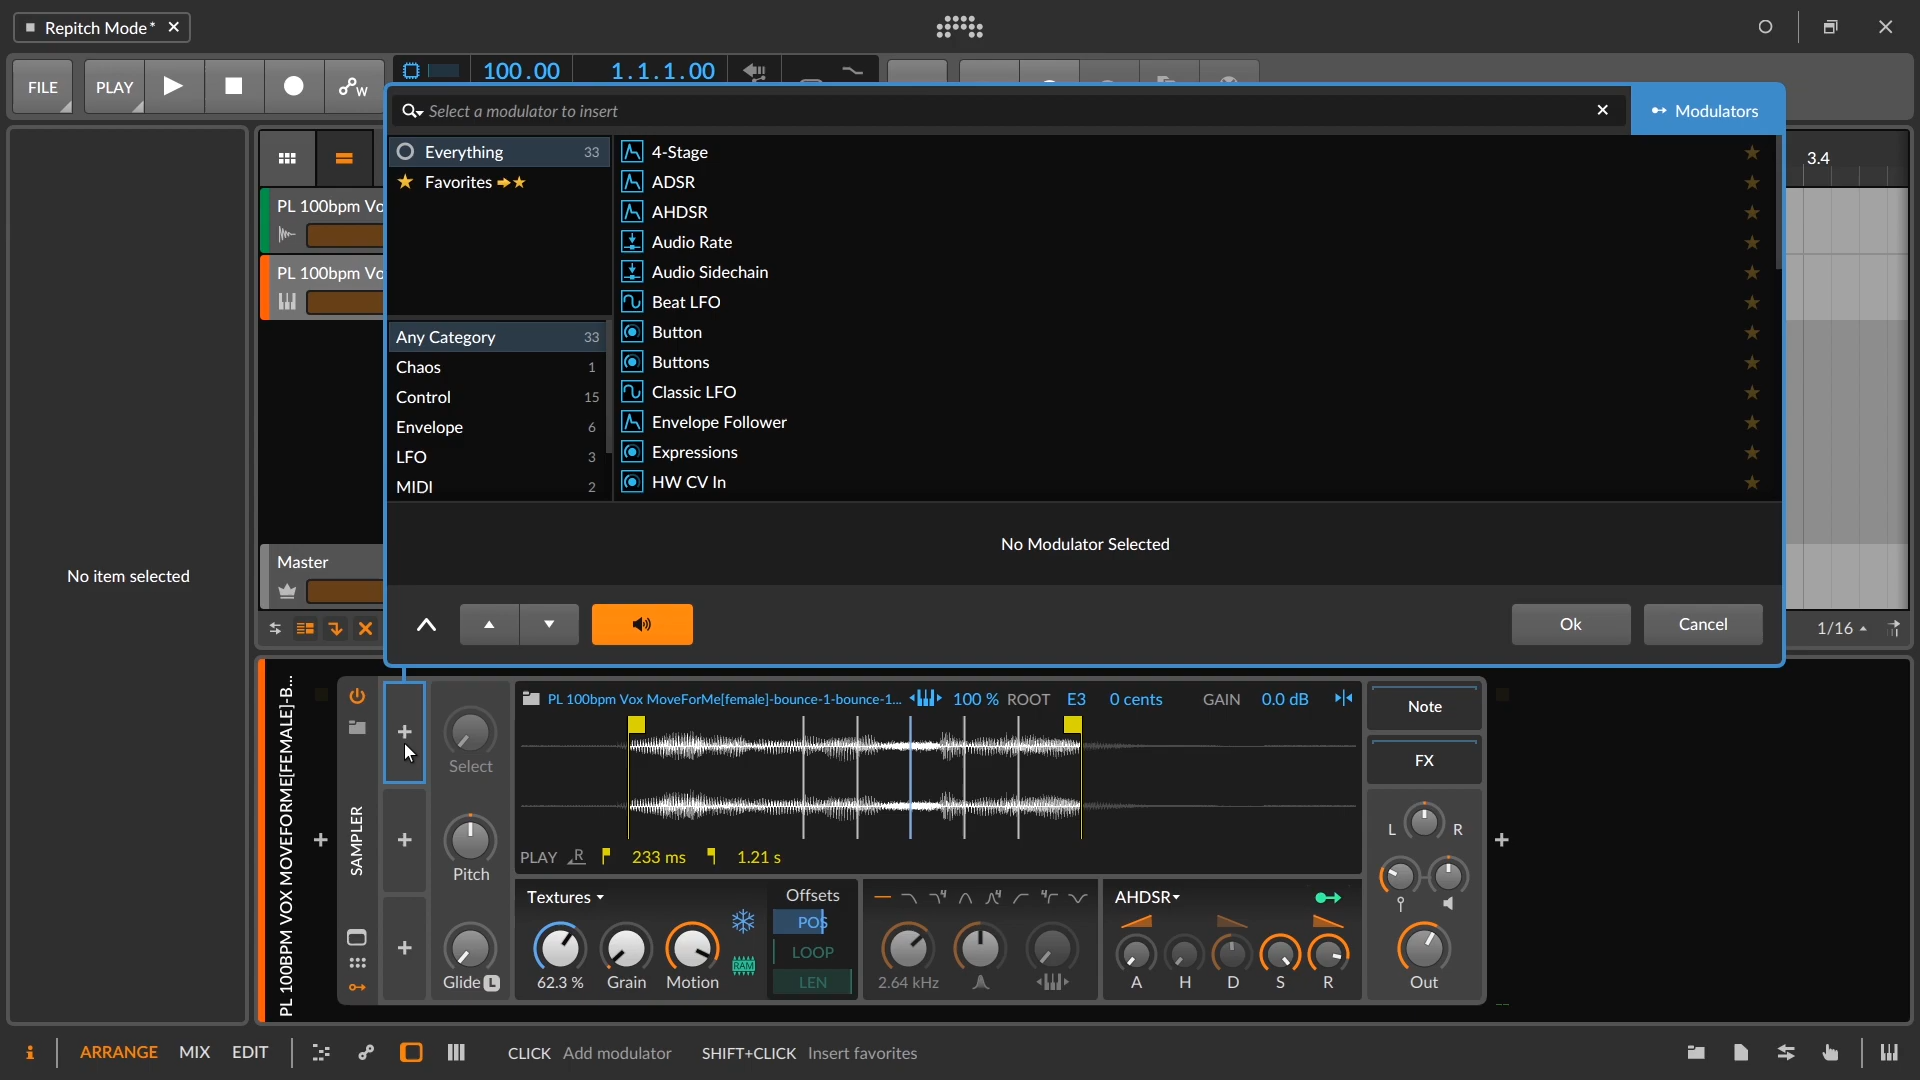 Repitch Mode*
FILE
PLAY
W
100.00
1.1.1.00
Select a modulator to insert
Modulators
Everything 33
Favorites
Any Category 33
Chaos 1
Control 15
Envelope 6
LFO 3
MIDI 2
4-Stage
ADSR
AHDSR
Audio Rate
Audio Sidechain
Beat LFO
Button
Buttons
Classic LFO
Envelope Follower
Expressions
HW CV In
3.4
PL 100bpm Vo
PL 100bpm Vo
Master
No item selected
No Modulator Selected
Ok
Cancel
1/16
PL 100BPM VOX MOVEFORME[FEMALE]-B...
SAMPLER
Select
Pitch
Glide L
PL 100bpm Vox MoveForMe[female]-bounce-1-bounce-1...
100 %
ROOT
E3
0 cents
GAIN
0.0 dB
PLAY
R
233 ms
1.21 s
Textures
62.3 %
Grain
Motion
RAM
Offsets
POS
LOOP
LEN
2.64 kHz
4
4
4
AHDSR
A
H
D
S
R
Note
FX
L
R
Out
ARRANGE
MIX
EDIT
CLICK Add modulator
SHIFT+CLICK Insert favorites